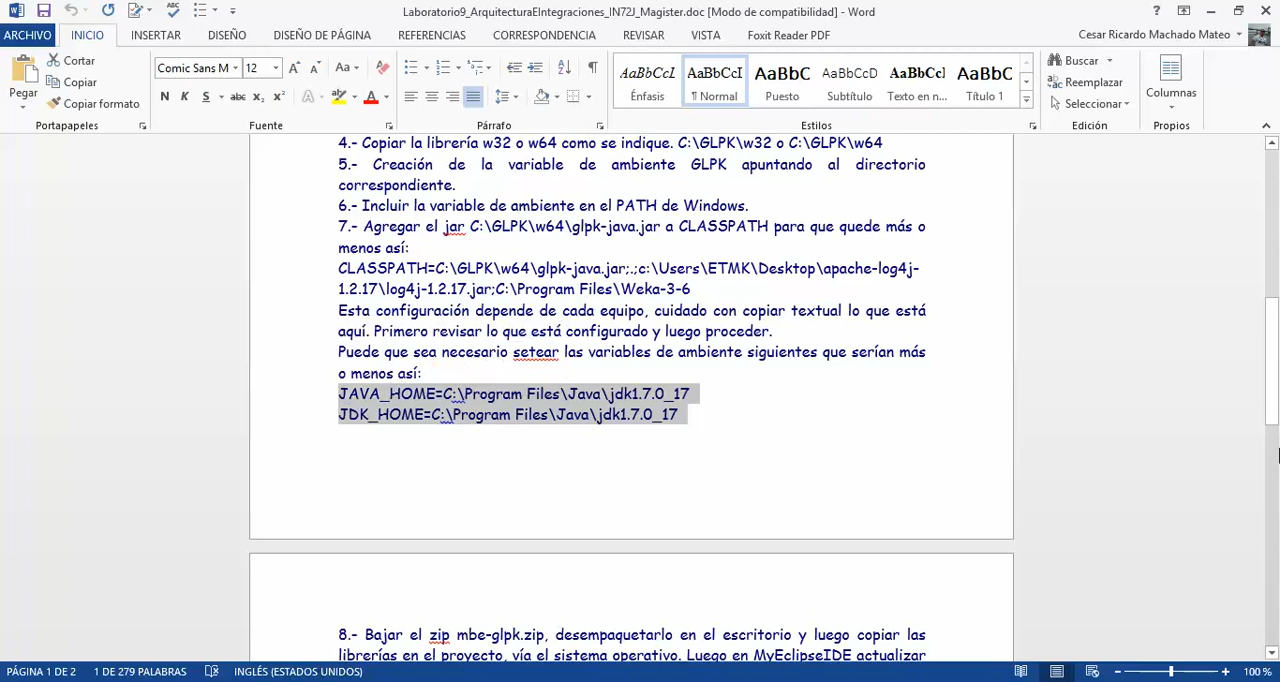 Laboratorio9_ArquitecturaEIntegraciones_IN72J_Magister.doc [Modo de compatibilidad] - Word
ARCHIVO INICIO INSERTAR DISEÑO DISEÑO DE PÁGINA REFERENCIAS CORRESPONDENCIA REVISAR VISTA Foxit Reader PDF Cesar Ricardo Machado Mateo
Pegar
Cortar
Copiar
Copiar formato
Portapapeles
Comic Sans M 12
N K S abc x₂ x²
Fuente
Párrafo
AaBbCcI Énfasis
AaBbCcI ¶ Normal
AaBbC Puesto
AaBbCcD Subtítulo
AaBbCcI Texto en n...
AaBbC Título 1
Estilos
Buscar
Reemplazar
Seleccionar
Edición
Columnas
Propios
4.- Copiar la librería w32 o w64 como se indique. C:\GLPK\w32 o C:\GLPK\w64
5.- Creación de la variable de ambiente GLPK apuntando al directorio
correspondiente.
6.- Incluir la variable de ambiente en el PATH de Windows.
7.- Agregar el jar C:\GLPK\w64\glpk-java.jar a CLASSPATH para que quede más o
menos así:
CLASSPATH=C:\GLPK\w64\glpk-java.jar;.;c:\Users\ETMK\Desktop\apache-log4j-
1.2.17\log4j-1.2.17.jar;C:\Program Files\Weka-3-6
Esta configuración depende de cada equipo, cuidado con copiar textual lo que está
aquí. Primero revisar lo que está configurado y luego proceder.
Puede que sea necesario setear las variables de ambiente siguientes que serían más
o menos así:
JAVA_HOME=C:\Program Files\Java\jdk1.7.0_17
JDK_HOME=C:\Program Files\Java\jdk1.7.0_17
8.- Bajar el zip mbe-glpk.zip, desempaquetarlo en el escritorio y luego copiar las
librerías en el proyecto, vía el sistema operativo. Luego en MyEclipseIDE actualizar
PÁGINA 1 DE 2 1 DE 279 PALABRAS INGLÉS (ESTADOS UNIDOS) 100 %